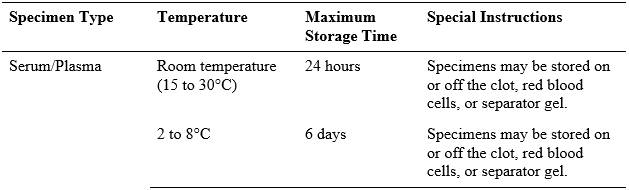 Specimen Type Temperature Maximum Special Instructions
Storage Time
Serum/Plasma Room temperature 24 hours Specimens may be stored on
(15 to 30°C) or off the clot, red blood
cells, or separator gel.
2 to 8°C 6 days Specimens may be stored on
or off the clot, red blood
cells, or separator gel.